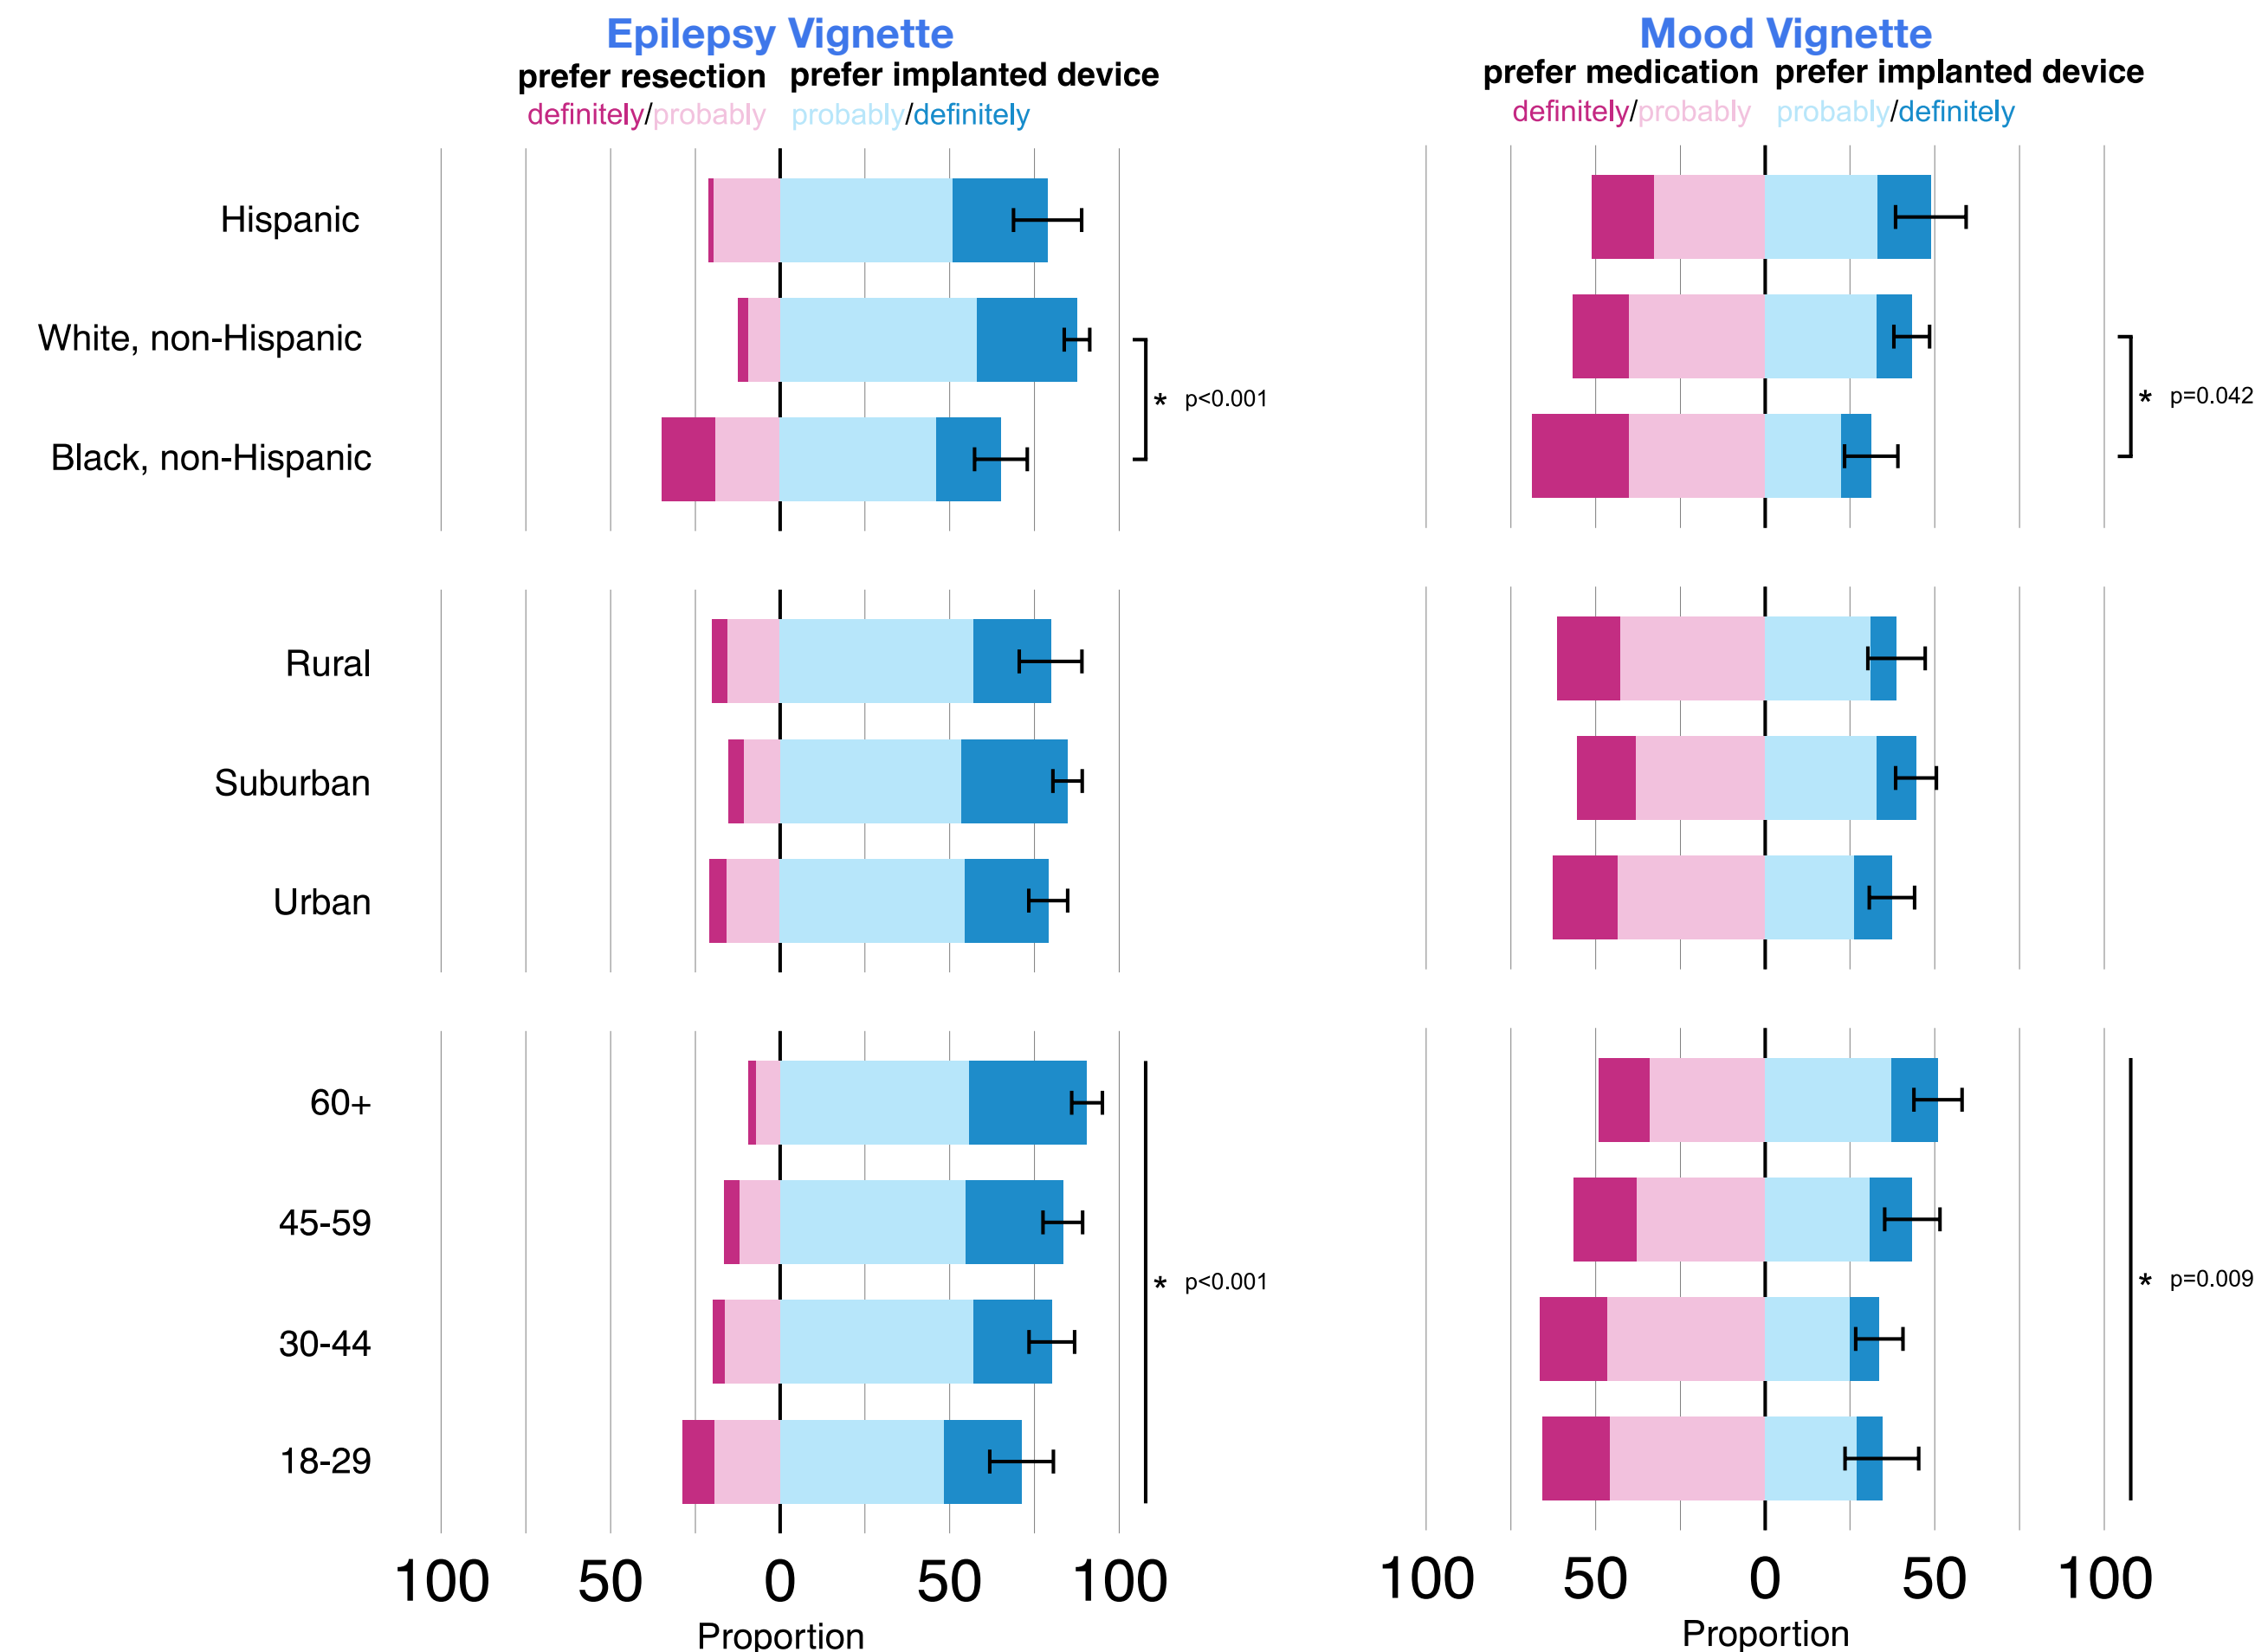 Epilepsy Vignette
prefer resection prefer implanted device
definitely/probably probably/definitely
Mood Vignette
prefer medication prefer implanted device
definitely/probably probably/definitely
Hispanic
White, non-Hispanic
Black, non-Hispanic
* p<0.001
* p=0.042
Rural
Suburban
Urban
60+
45-59
30-44
18-29
* p<0.001
* p=0.009
100 50 0 50 100
Proportion
100 50 0 50 100
Proportion